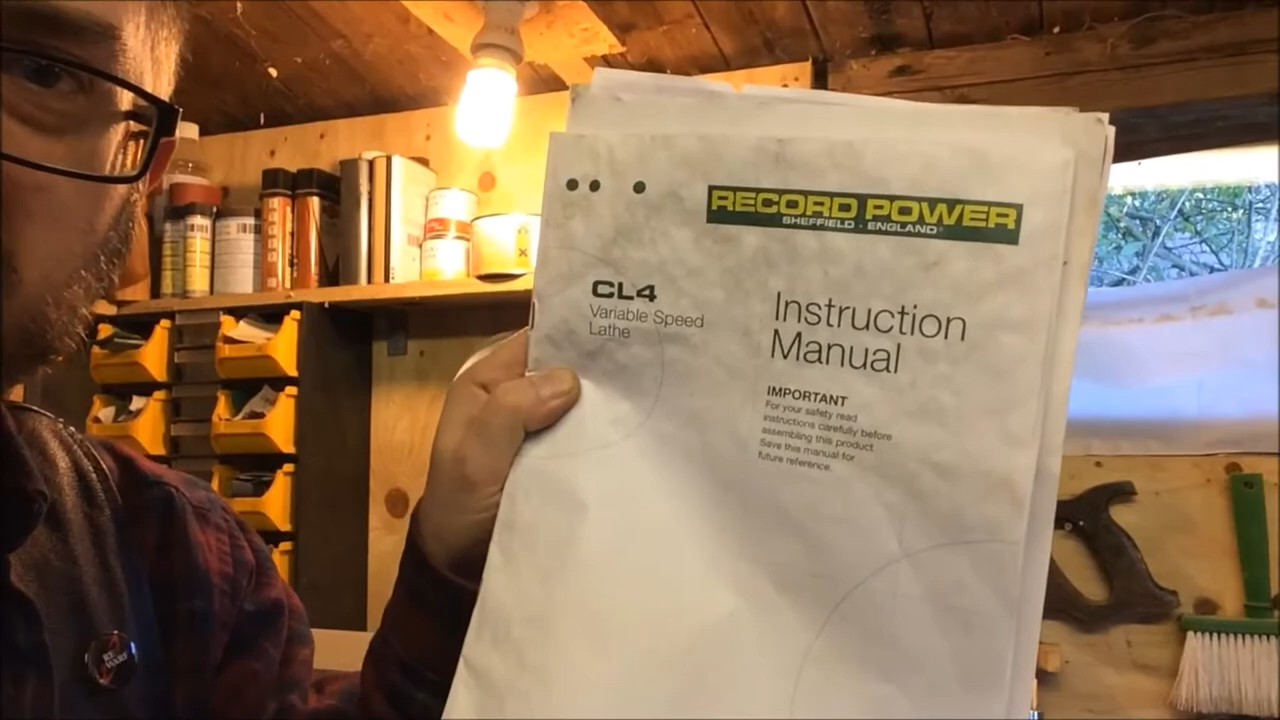 RECORD POWER
SHEFFIELD - ENGLAND®
CL4
Variable Speed
Lathe
Instruction
Manual
IMPORTANT
For your safety read
instructions carefully before
assembling this product.
Save this manual for
future reference.